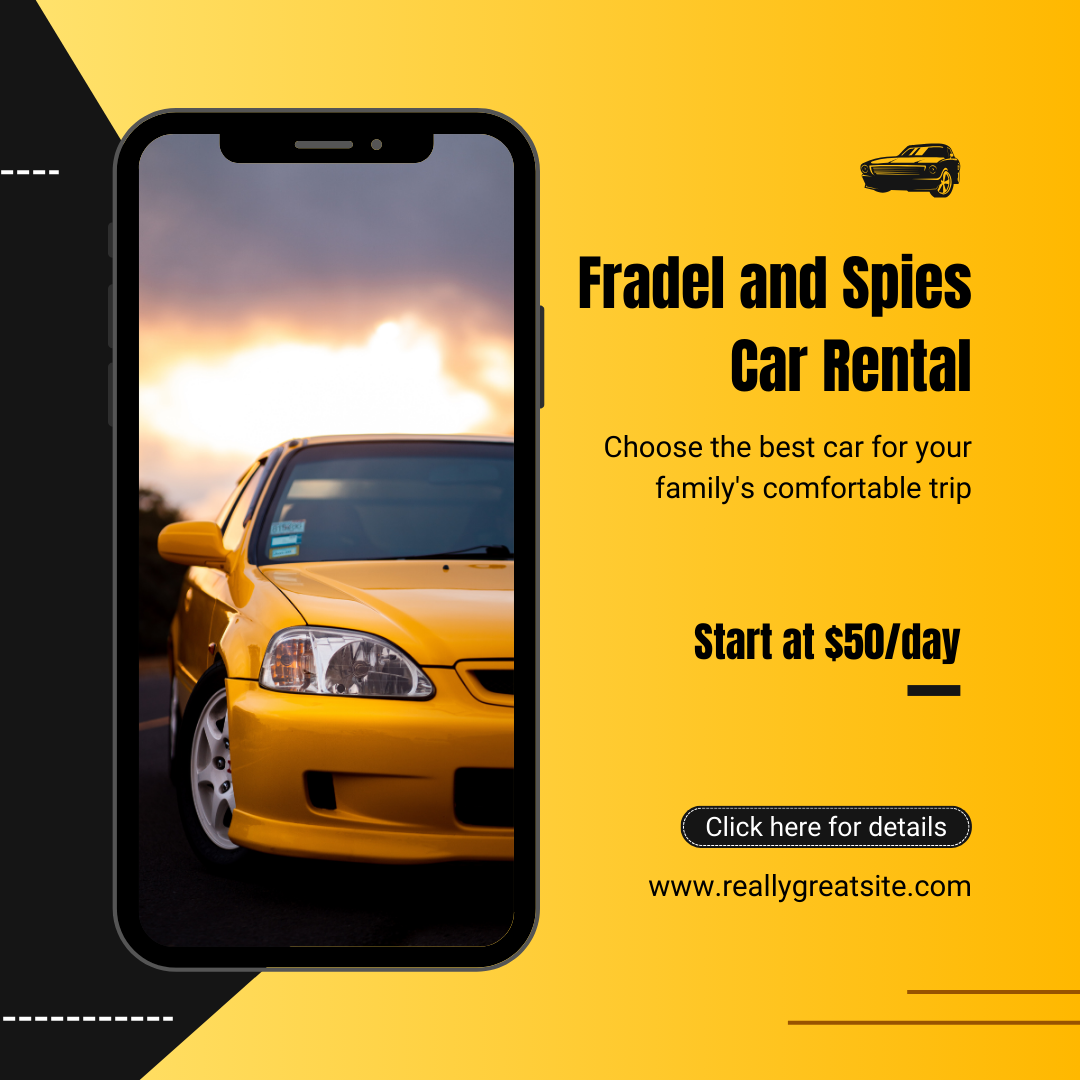 Fradel and Spies
Car Rental
Choose the best car for your
family's comfortable trip
Start at $50/day
Click here for details
www.reallygreatsite.com